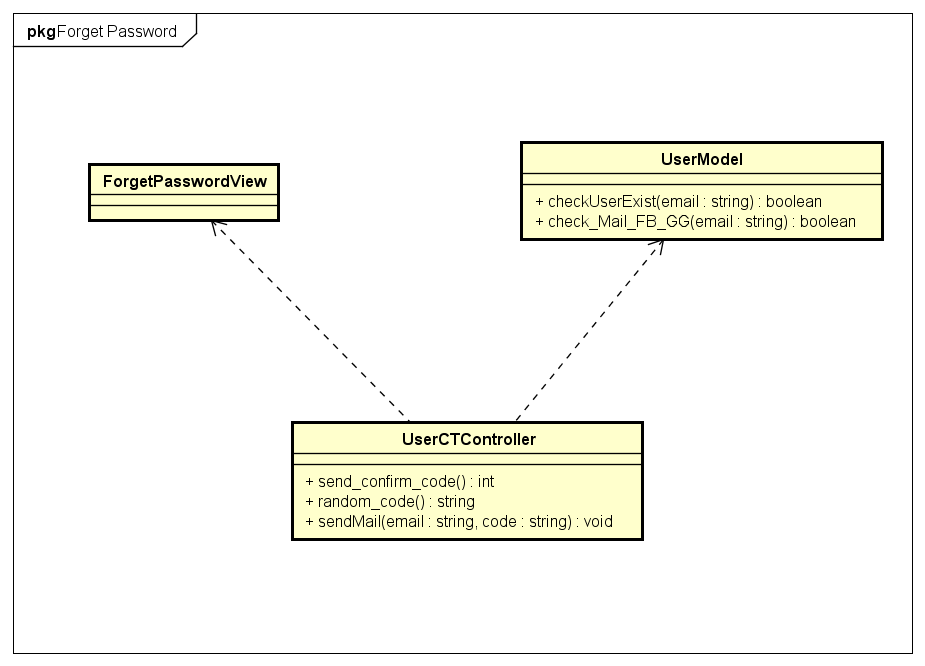 pkgForget Password
ForgetPasswordView
UserModel
+ checkUserExist(email : string) : boolean
+ check_Mail_FB_GG(email : string) : boolean
UserCTController
+ send_confirm_code() : int
+ random_code() : string
+ sendMail(email : string, code : string) : void